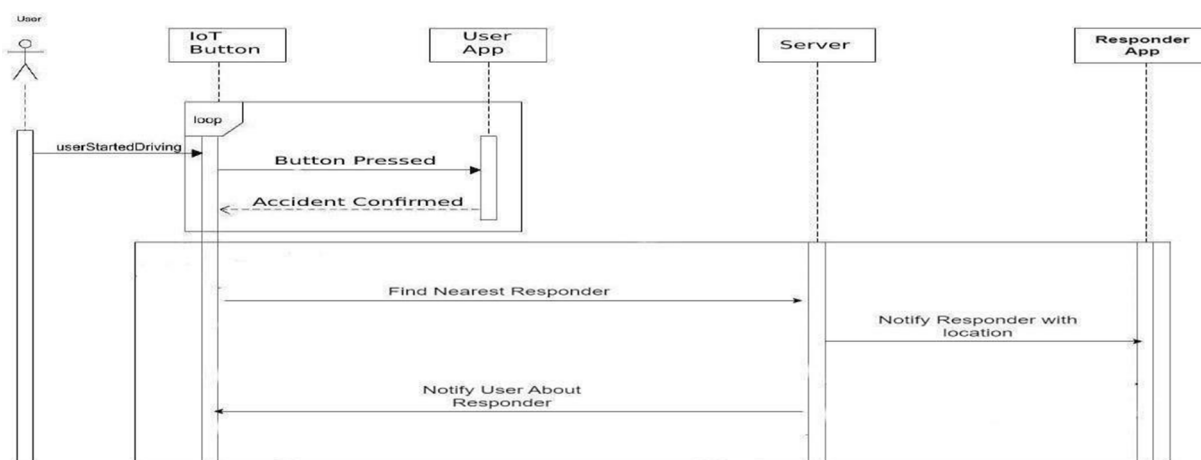 User
IoT
Button
User
App
Server
Responder
App
loop
userStartedDriving
Button Pressed
Accident Confirmed
Find Nearest Responder
Notify Responder with
location
Notify User About
Responder